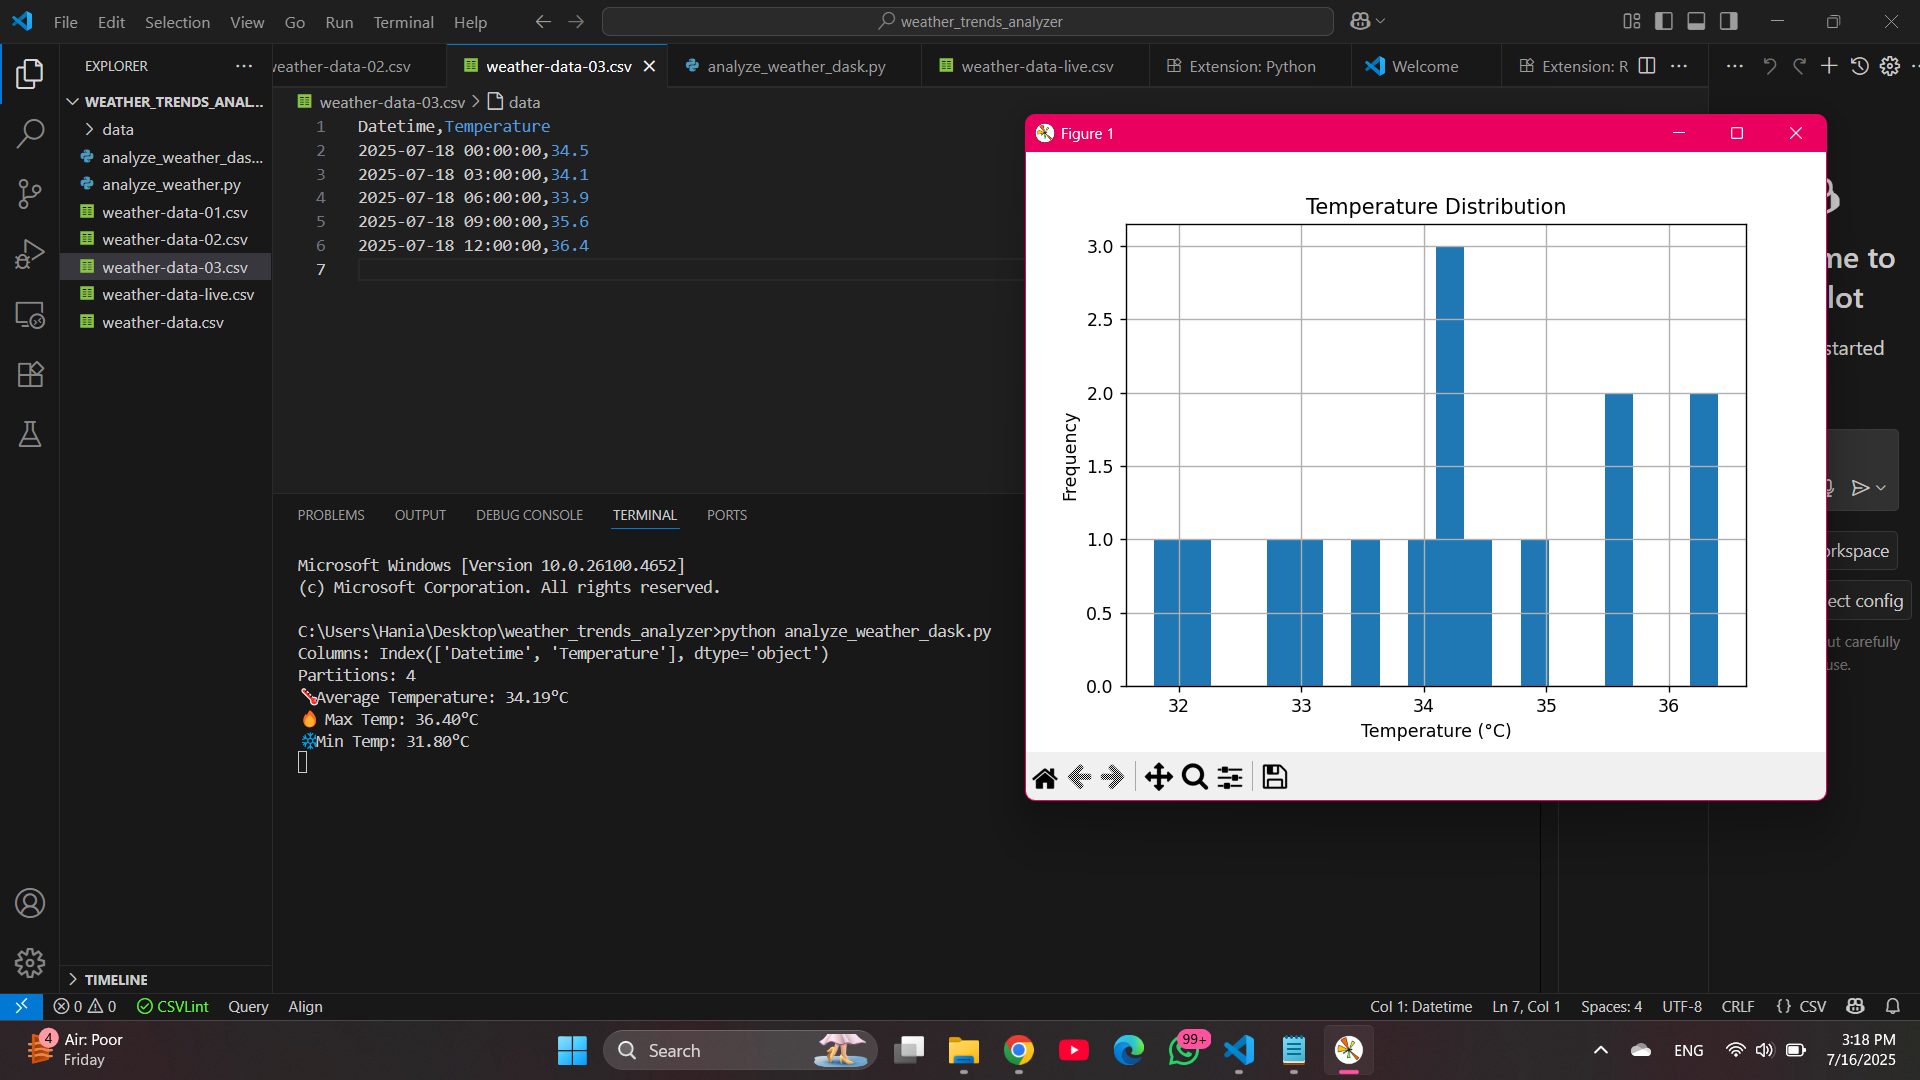 File Edit Selection View Go Run Terminal Help
weather_trends_analyzer
EXPLORER
WEATHER_TRENDS_ANAL...
data
analyze_weather_das...
analyze_weather.py
weather-data-01.csv
weather-data-02.csv
weather-data-03.csv
weather-data-live.csv
weather-data.csv
TIMELINE
weather-data-02.csv
weather-data-03.csv
analyze_weather_dask.py
weather-data-live.csv
Extension: Python
Welcome
Extension: R
weather-data-03.csv > data
1 Datetime,Temperature
2 2025-07-18 00:00:00,34.5
3 2025-07-18 03:00:00,34.1
4 2025-07-18 06:00:00,33.9
5 2025-07-18 09:00:00,35.6
6 2025-07-18 12:00:00,36.4
7
PROBLEMS OUTPUT DEBUG CONSOLE TERMINAL PORTS
Microsoft Windows [Version 10.0.26100.4652]
(c) Microsoft Corporation. All rights reserved.
C:\Users\Hania\Desktop\weather_trends_analyzer>python analyze_weather_dask.py
Columns: Index(['Datetime', 'Temperature'], dtype='object')
Partitions: 4
🌡️Average Temperature: 34.19°C
🔥 Max Temp: 36.40°C
❄️Min Temp: 31.80°C
Figure 1
Temperature Distribution
Frequency
3.0
2.5
2.0
1.5
1.0
0.5
0.0
32 33 34 35 36
Temperature (°C)
me to
lot
started
orkspace
ect config
ut carefully
use.
0 0 CSVLint Query Align
Col 1: Datetime Ln 7, Col 1 Spaces: 4 UTF-8 CRLF {} CSV
4
Air: Poor
Friday
Search
99+
ENG
3:18 PM
7/16/2025